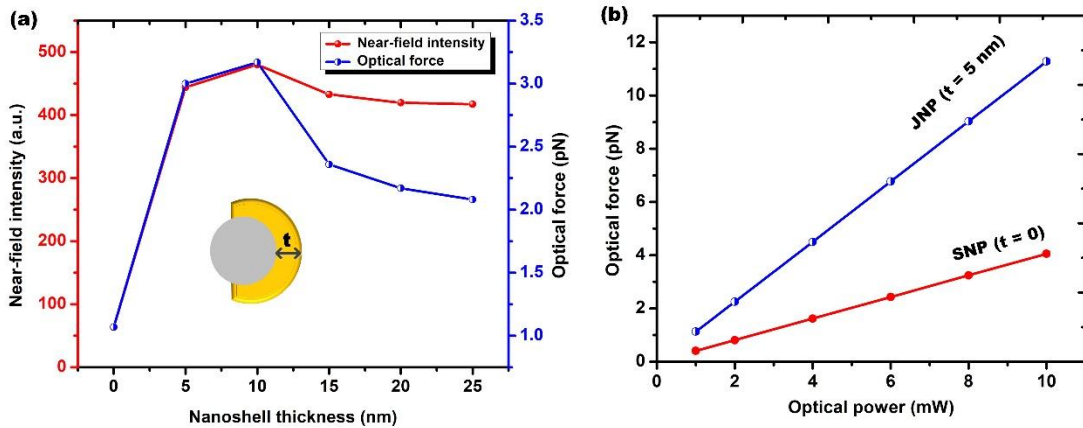 (a)
Near-field intensity (a.u.)
500
400
300
200
100
0
Near-field intensity
Optical force
t
3.5
3.0
2.5
2.0
1.5
1.0
Optical force (pN)
0 5 10 15 20 25
Nanoshell thickness (nm)
(b)
Optical force (pN)
12
10
8
6
4
2
0
JNP (t = 5 nm)
SNP (t = 0)
0 2 4 6 8 10
Optical power (mW)